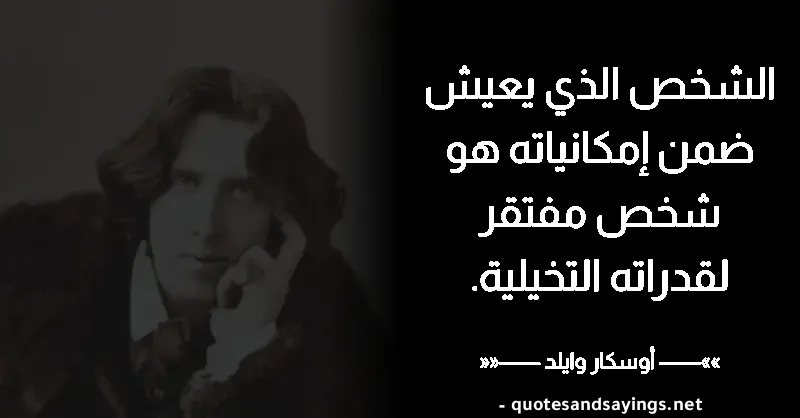 الشخص الذي يعيش
ضمن إمكانياته هو
شخص مفتقر
لقدراته التخيلية.
»»—— أوسكار وايلد ——««
- quotesandsayings.net